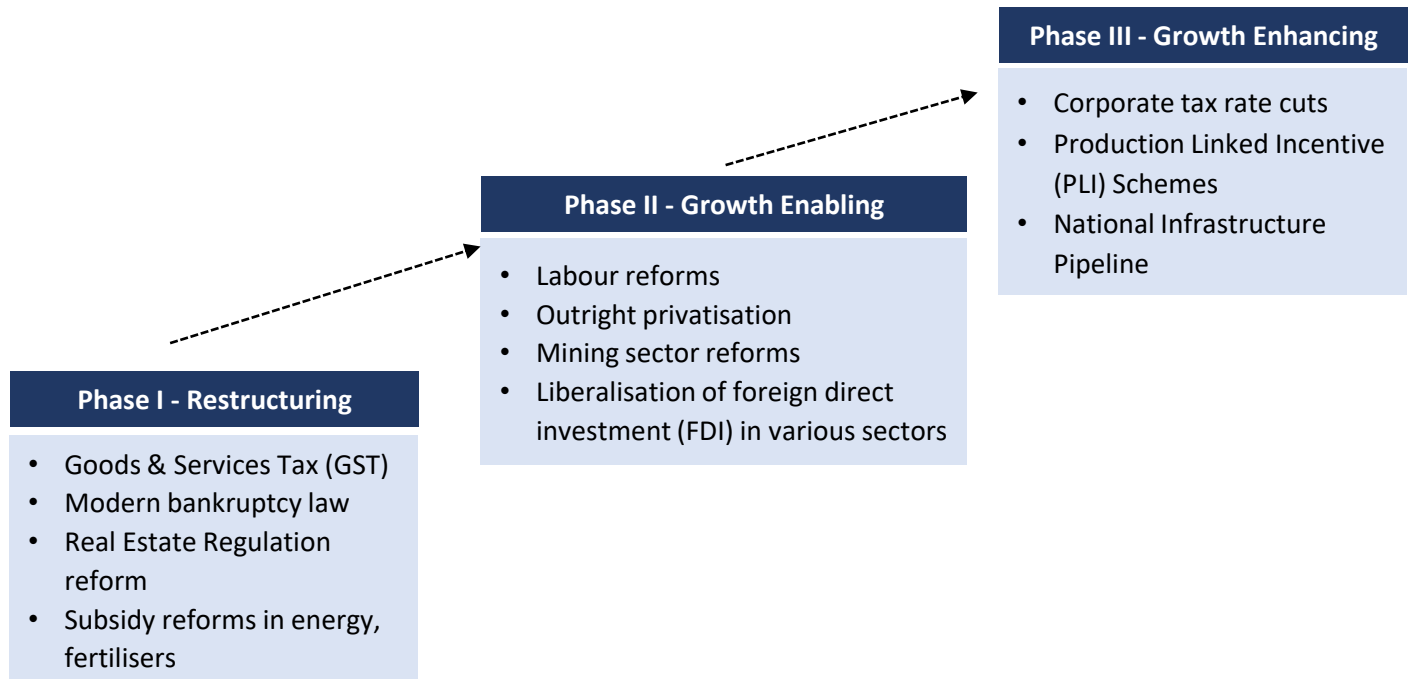 Phase III - Growth Enhancing
• Corporate tax rate cuts
• Production Linked Incentive
(PLI) Schemes
• National Infrastructure
Pipeline
Phase II - Growth Enabling
• Labour reforms
• Outright privatisation
• Mining sector reforms
• Liberalisation of foreign direct
investment (FDI) in various sectors
Phase I - Restructuring
• Goods & Services Tax (GST)
• Modern bankruptcy law
• Real Estate Regulation
reform
• Subsidy reforms in energy,
fertilisers